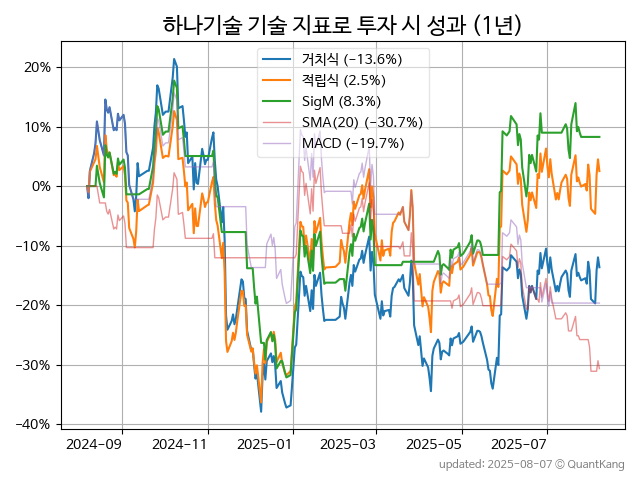 하나기술 기술 지표로 투자 시 성과 (1년)
거치식 (-13.6%)
적립식 (2.5%)
SigM (8.3%)
SMA(20) (-30.7%)
MACD (-19.7%)
20%
10%
0%
-10%
-20%
-30%
-40%
2024-09 2024-11 2025-01 2025-03 2025-05 2025-07
updated: 2025-08-07 © QuantKang